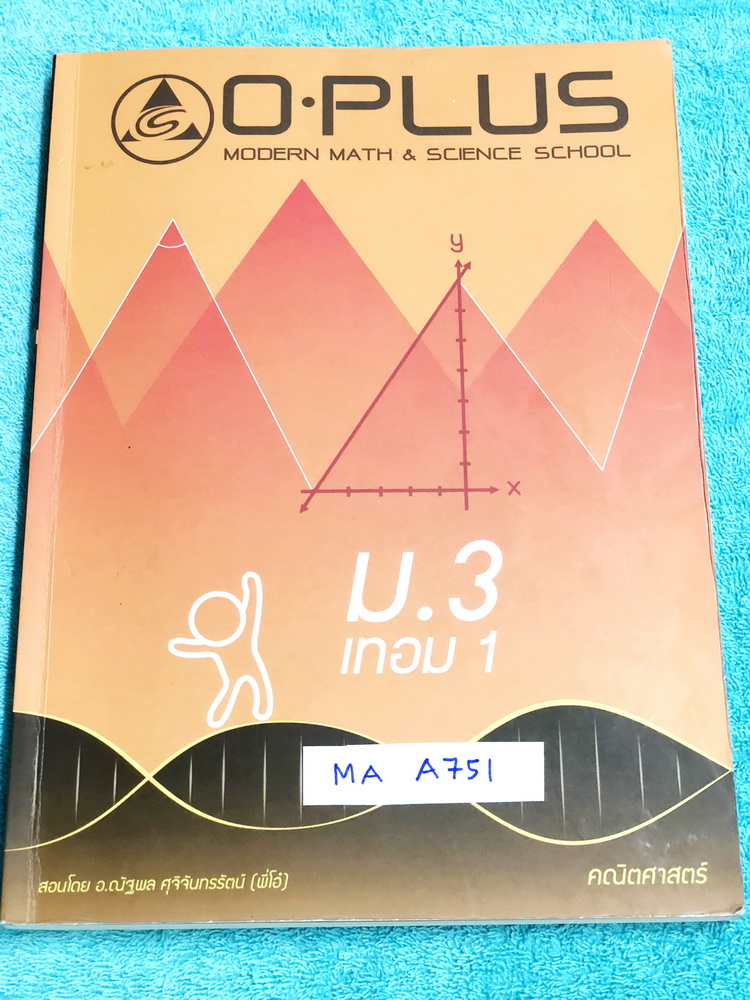 O·PLUS
MODERN MATH & SCIENCE SCHOOL
y
x
ม.3
เทอม 1
MA A751
สอนโดย อ.ณัฐพล ศุจิจันทรรัตน์ (พี่โอ๋)
คณิตศาสตร์